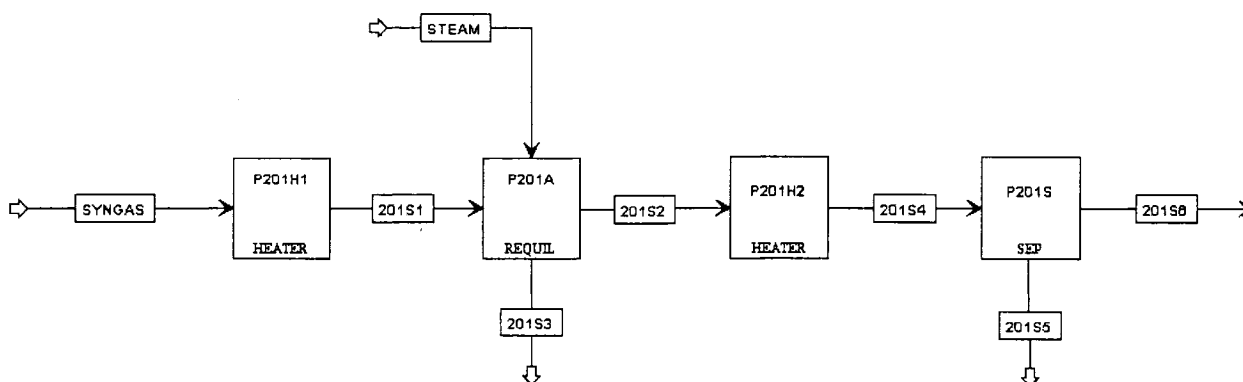 STEAM
P201H1
P201A
P201H2
P201S
SYNGAS
201S1
201S2
201S4
201S6
HEATER
REQUIL
HEATER
SEP
201S3
201S5